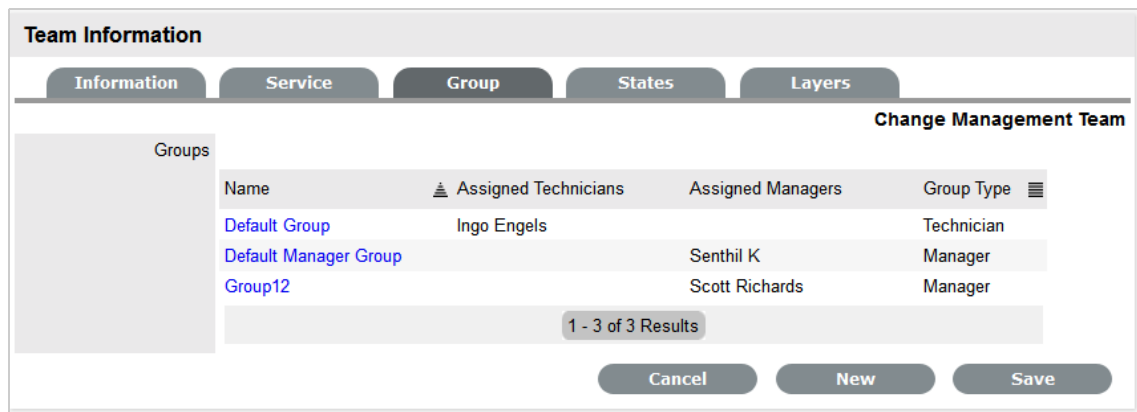 Team Information
Information Service Group States Layers
Change Management Team
Groups
Name Assigned Technicians Assigned Managers Group Type
Default Group Ingo Engels Technician
Default Manager Group Senthil K Manager
Group12 Scott Richards Manager
1 - 3 of 3 Results
Cancel New Save